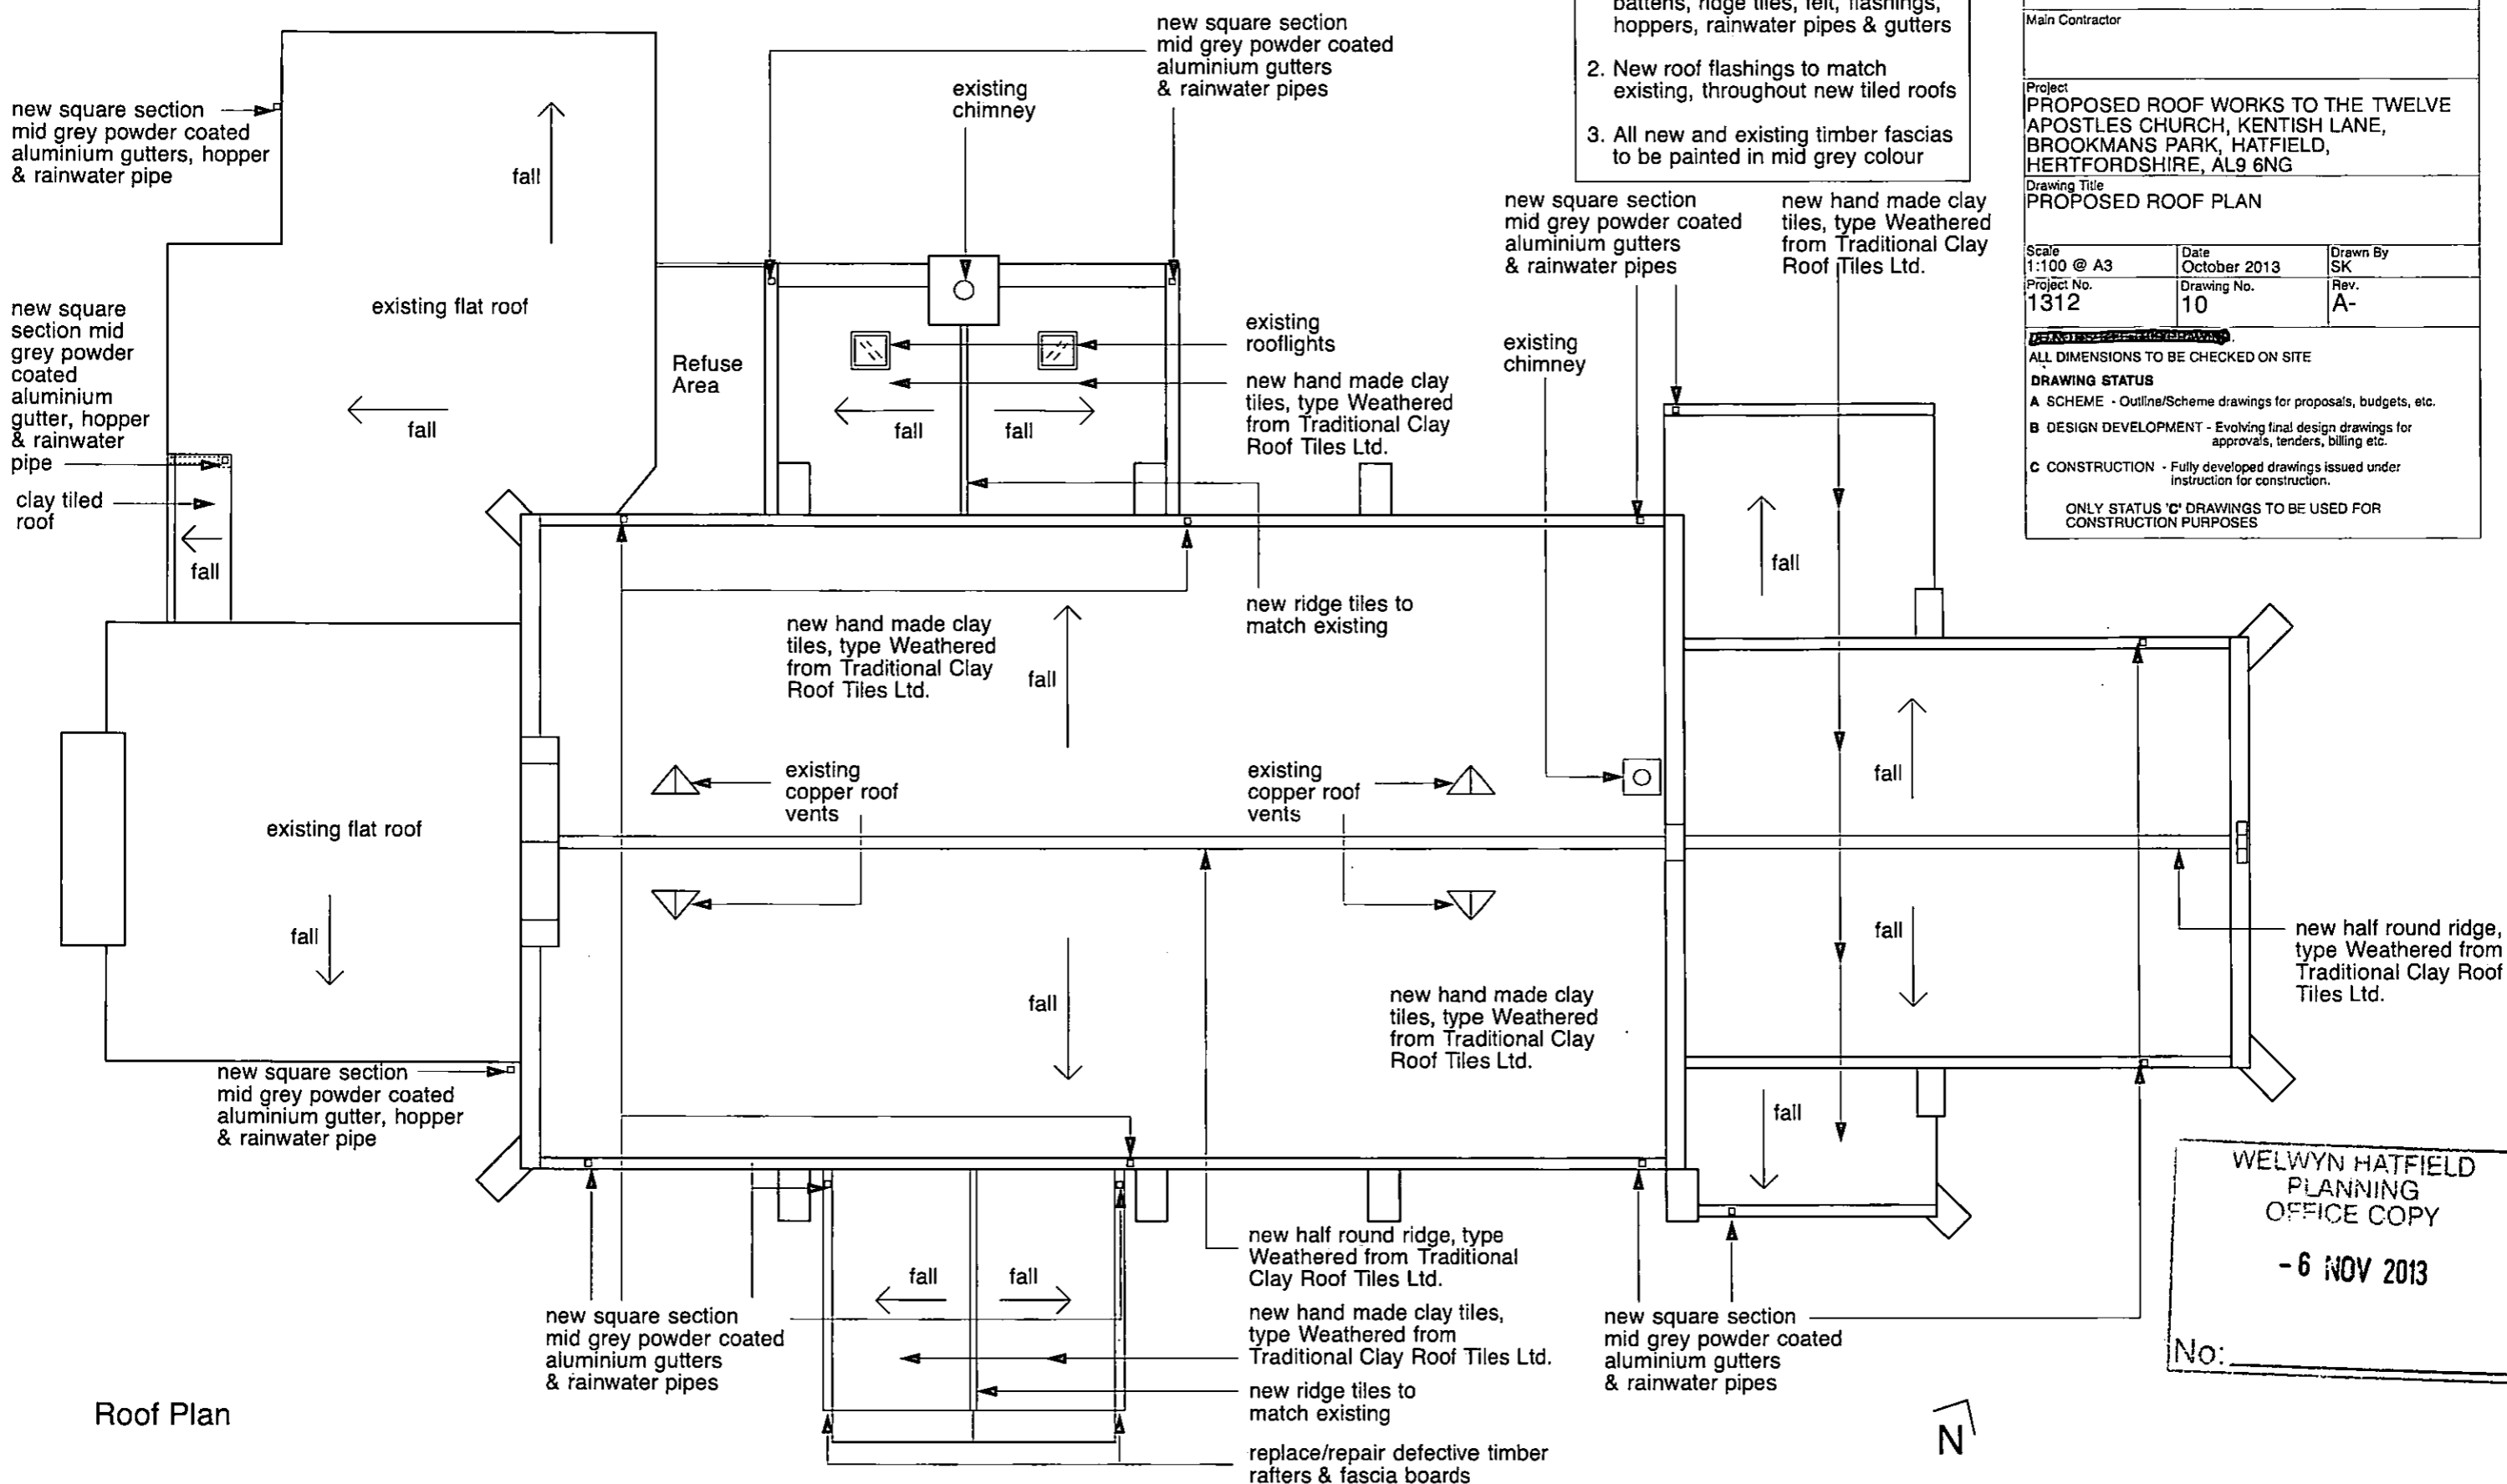 new square section
mid grey powder coated
aluminium gutters, hopper
& rainwater pipe
fall
existing flat roof
new square
section mid
grey powder
coated
aluminium
gutter, hopper
& rainwater
pipe
clay tiled
roof
fall
fall
existing
chimney
new square section
mid grey powder coated
aluminium gutters
& rainwater pipes
Refuse
Area
fall
fall
existing
rooflights
new hand made clay
tiles, type Weathered
from Traditional Clay
Roof Tiles Ltd.
new ridge tiles to
match existing
battens, ridge tiles, felt, flashings,
hoppers, rainwater pipes & gutters
2. New roof flashings to match
existing, throughout new tiled roofs
3. All new and existing timber fascias
to be painted in mid grey colour
new square section
mid grey powder coated
aluminium gutters
& rainwater pipes
new hand made clay
tiles, type Weathered
from Traditional Clay
Roof Tiles Ltd.
existing
chimney
Main Contractor
Project
PROPOSED ROOF WORKS TO THE TWELVE
APOSTLES CHURCH, KENTISH LANE,
BROOKMANS PARK, HATFIELD,
HERTFORDSHIRE, AL9 6NG
Drawing Title
PROPOSED ROOF PLAN
Scale
1:100 @ A3
Date
October 2013
Drawn By
SK
Project No.
1312
Drawing No.
10
Rev.
A-
ALL DIMENSIONS TO BE CHECKED ON SITE
DRAWING STATUS
A SCHEME - Outline/Scheme drawings for proposals, budgets, etc.
B DESIGN DEVELOPMENT - Evolving final design drawings for
approvals, tenders, billing etc.
C CONSTRUCTION - Fully developed drawings issued under
instruction for construction.
ONLY STATUS 'C' DRAWINGS TO BE USED FOR
CONSTRUCTION PURPOSES
new hand made clay
tiles, type Weathered
from Traditional Clay
Roof Tiles Ltd.
fall
fall
fall
existing
copper roof
vents
existing
copper roof
vents
existing flat roof
fall
fall
fall
new hand made clay
tiles, type Weathered
from Traditional Clay
Roof Tiles Ltd.
new half round ridge,
type Weathered from
Traditional Clay Roof
Tiles Ltd.
new square section
mid grey powder coated
aluminium gutter, hopper
& rainwater pipe
fall
fall
fall
new square section
mid grey powder coated
aluminium gutters
& rainwater pipes
new half round ridge, type
Weathered from Traditional
Clay Roof Tiles Ltd.
new hand made clay tiles,
type Weathered from
Traditional Clay Roof Tiles Ltd.
new ridge tiles to
match existing
replace/repair defective timber
rafters & fascia boards
new square section
mid grey powder coated
aluminium gutters
& rainwater pipes
WELWYN HATFIELD
PLANNING
OFFICE COPY
-6 NOV 2013
No:
N
Roof Plan